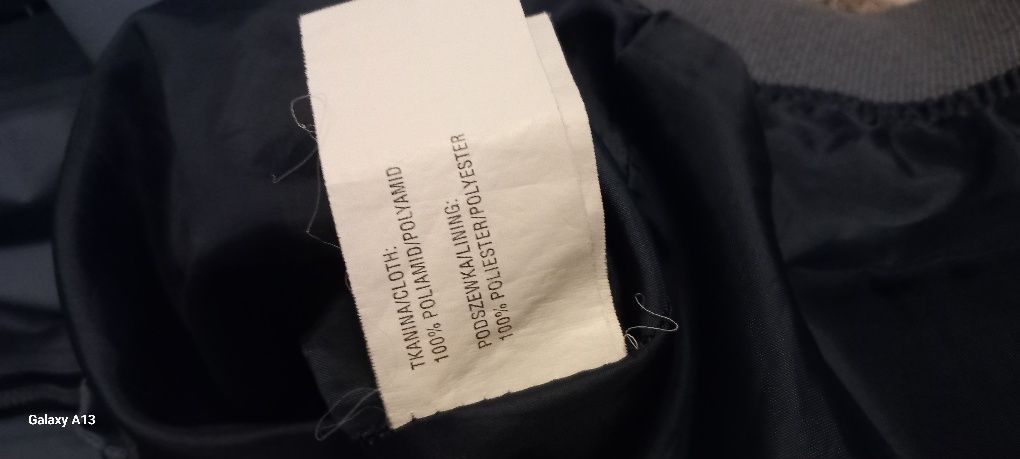 TKANINA/CLOTH:
100% POLIAMID/POLYAMID
PODSZEWKA/LINING:
100% POLIESTER/POLYESTER
Galaxy A13